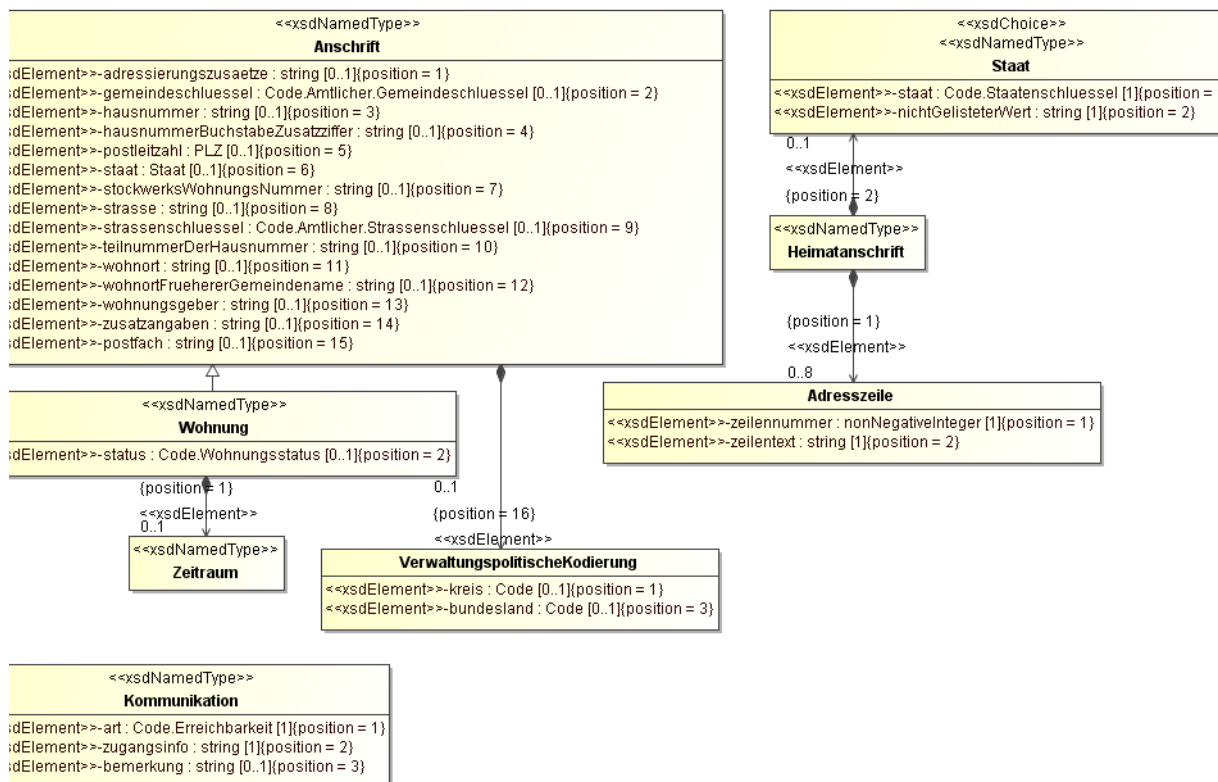 <<xsdNamedType>>
Anschrift
sdElement>>-adressierungszusaetze : string [0..1]{position = 1}
sdElement>>-gemeindeschluessel : Code.Amtlicher.Gemeindeschluessel [0..1]{position = 2}
sdElement>>-hausnummer : string [0..1]{position = 3}
sdElement>>-hausnummerBuchstabeZusatzziffer : string [0..1]{position = 4}
sdElement>>-postleitzahl : PLZ [0..1]{position = 5}
sdElement>>-staat : Staat [0..1]{position = 6}
sdElement>>-stockwerksWohnungsNummer : string [0..1]{position = 7}
sdElement>>-strasse : string [0..1]{position = 8}
sdElement>>-strassenschluessel : Code.Amtlicher.Strassenschluessel [0..1]{position = 9}
sdElement>>-teilnummerDerHausnummer : string [0..1]{position = 10}
sdElement>>-wohnort : string [0..1]{position = 11}
sdElement>>-wohnortFruehererGemeindename : string [0..1]{position = 12}
sdElement>>-wohnungsgeber : string [0..1]{position = 13}
sdElement>>-zusatzangaben : string [0..1]{position = 14}
sdElement>>-postfach : string [0..1]{position = 15}
<<xsdChoice>>
<<xsdNamedType>>
Staat
<<xsdElement>>-staat : Code.Staatenschluessel [1]{position =
<<xsdElement>>-nichtGelisteterWert : string [1]{position = 2}
0..1
<<xsdElement>>
{position = 2}
<<xsdNamedType>>
Heimatanschrift
{position = 1}
<<xsdElement>>
0..8
Adresszeile
<<xsdElement>>-zeilennummer : nonNegativeInteger [1]{position = 1}
<<xsdElement>>-zeilentext : string [1]{position = 2}
<<xsdNamedType>>
Wohnung
sdElement>>-status : Code.Wohnungsstatus [0..1]{position = 2}
{position = 1}
<<xsdElement>>
0..1
<<xsdNamedType>>
Zeitraum
0..1
{position = 16}
<<xsdElement>>
VerwaltungspolitischeKodierung
<<xsdElement>>-kreis : Code [0..1]{position = 1}
<<xsdElement>>-bundesland : Code [0..1]{position = 3}
<<xsdNamedType>>
Kommunikation
sdElement>>-art : Code.Erreichbarkeit [1]{position = 1}
sdElement>>-zugangsinfo : string [1]{position = 2}
sdElement>>-bemerkung : string [0..1]{position = 3}